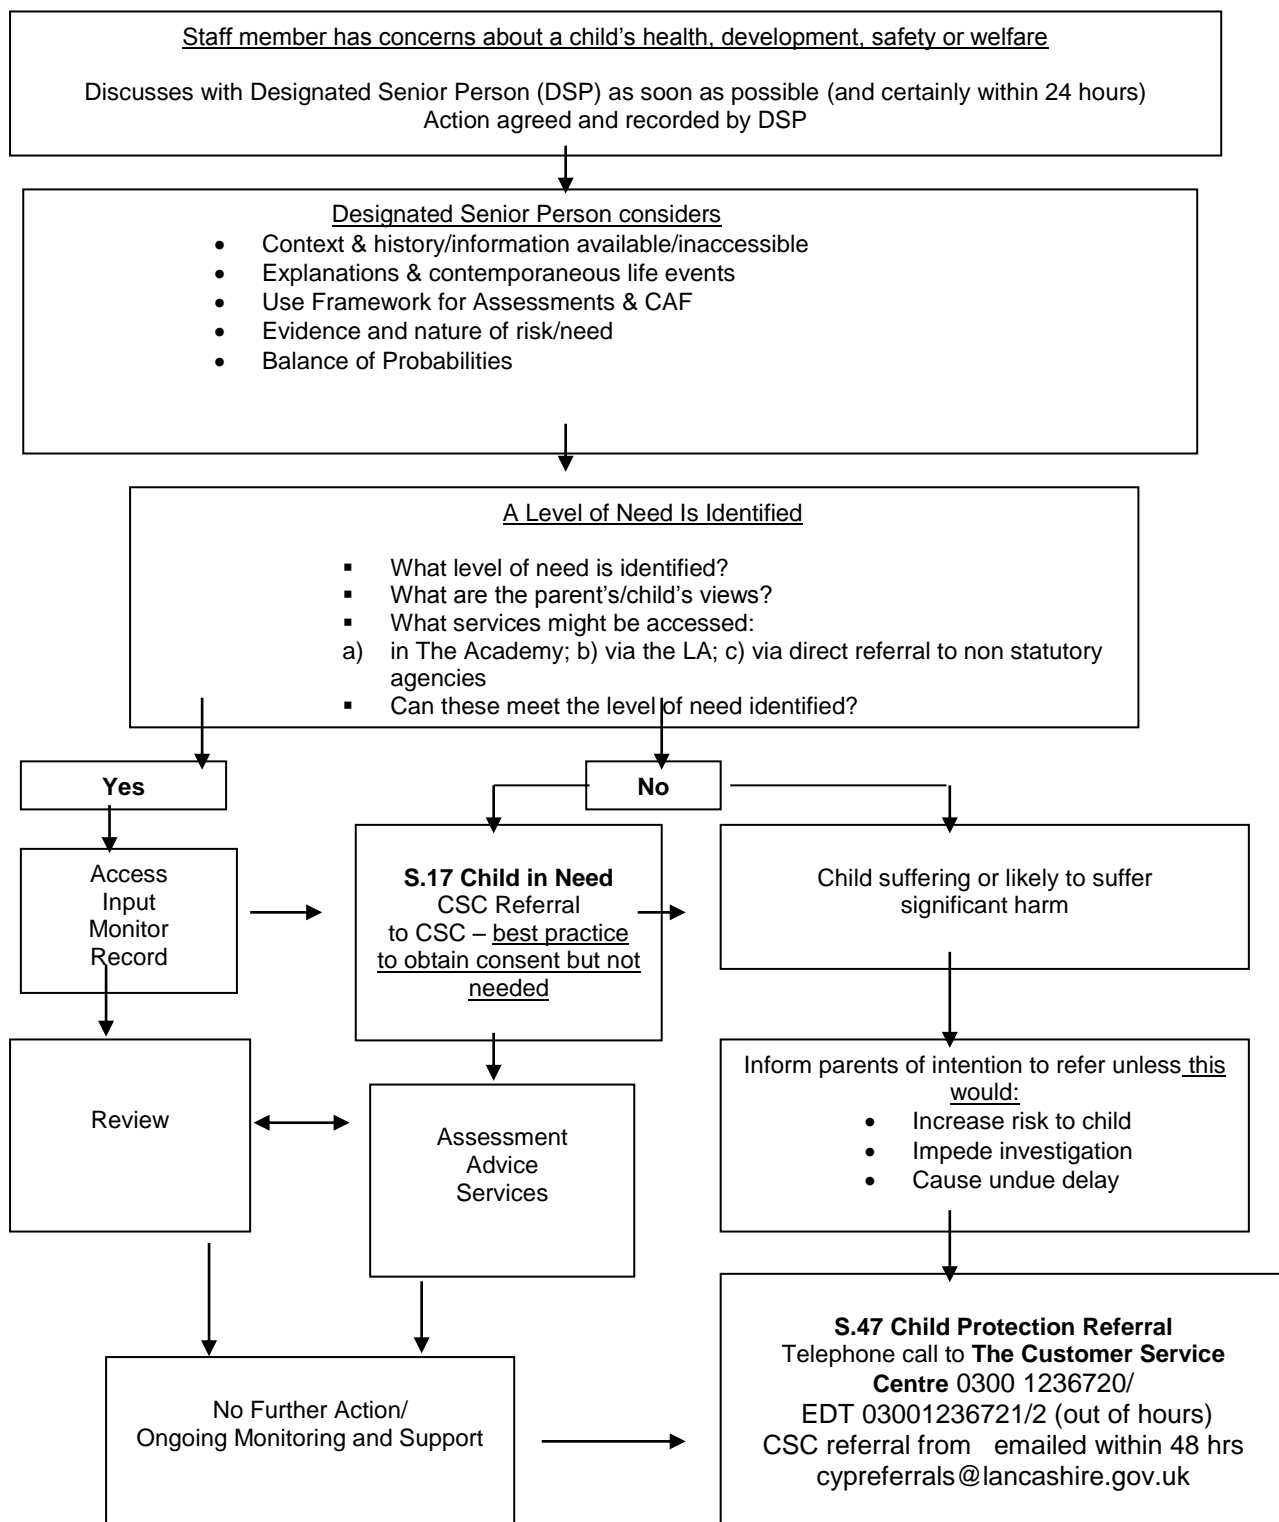 Staff member has concerns about a child's health, development, safety or welfare
Discusses with Designated Senior Person (DSP) as soon as possible (and certainly within 24 hours)
Action agreed and recorded by DSP
Designated Senior Person considers
• Context & history/information available/inaccessible
• Explanations & contemporaneous life events
• Use Framework for Assessments & CAF
• Evidence and nature of risk/need
• Balance of Probabilities
A Level of Need Is Identified
▪ What level of need is identified?
▪ What are the parent's/child's views?
▪ What services might be accessed:
a) in The Academy; b) via the LA; c) via direct referral to non statutory
agencies
▪ Can these meet the level of need identified?
Yes
No
Access
Input
Monitor
Record
S.17 Child in Need
CSC Referral
to CSC – best practice
to obtain consent but not
needed
Child suffering or likely to suffer
significant harm
Review
Assessment
Advice
Services
Inform parents of intention to refer unless this
would:
• Increase risk to child
• Impede investigation
• Cause undue delay
No Further Action/
Ongoing Monitoring and Support
S.47 Child Protection Referral
Telephone call to The Customer Service
Centre 0300 1236720/
EDT 03001236721/2 (out of hours)
CSC referral from emailed within 48 hrs
cypreferrals@lancashire.gov.uk